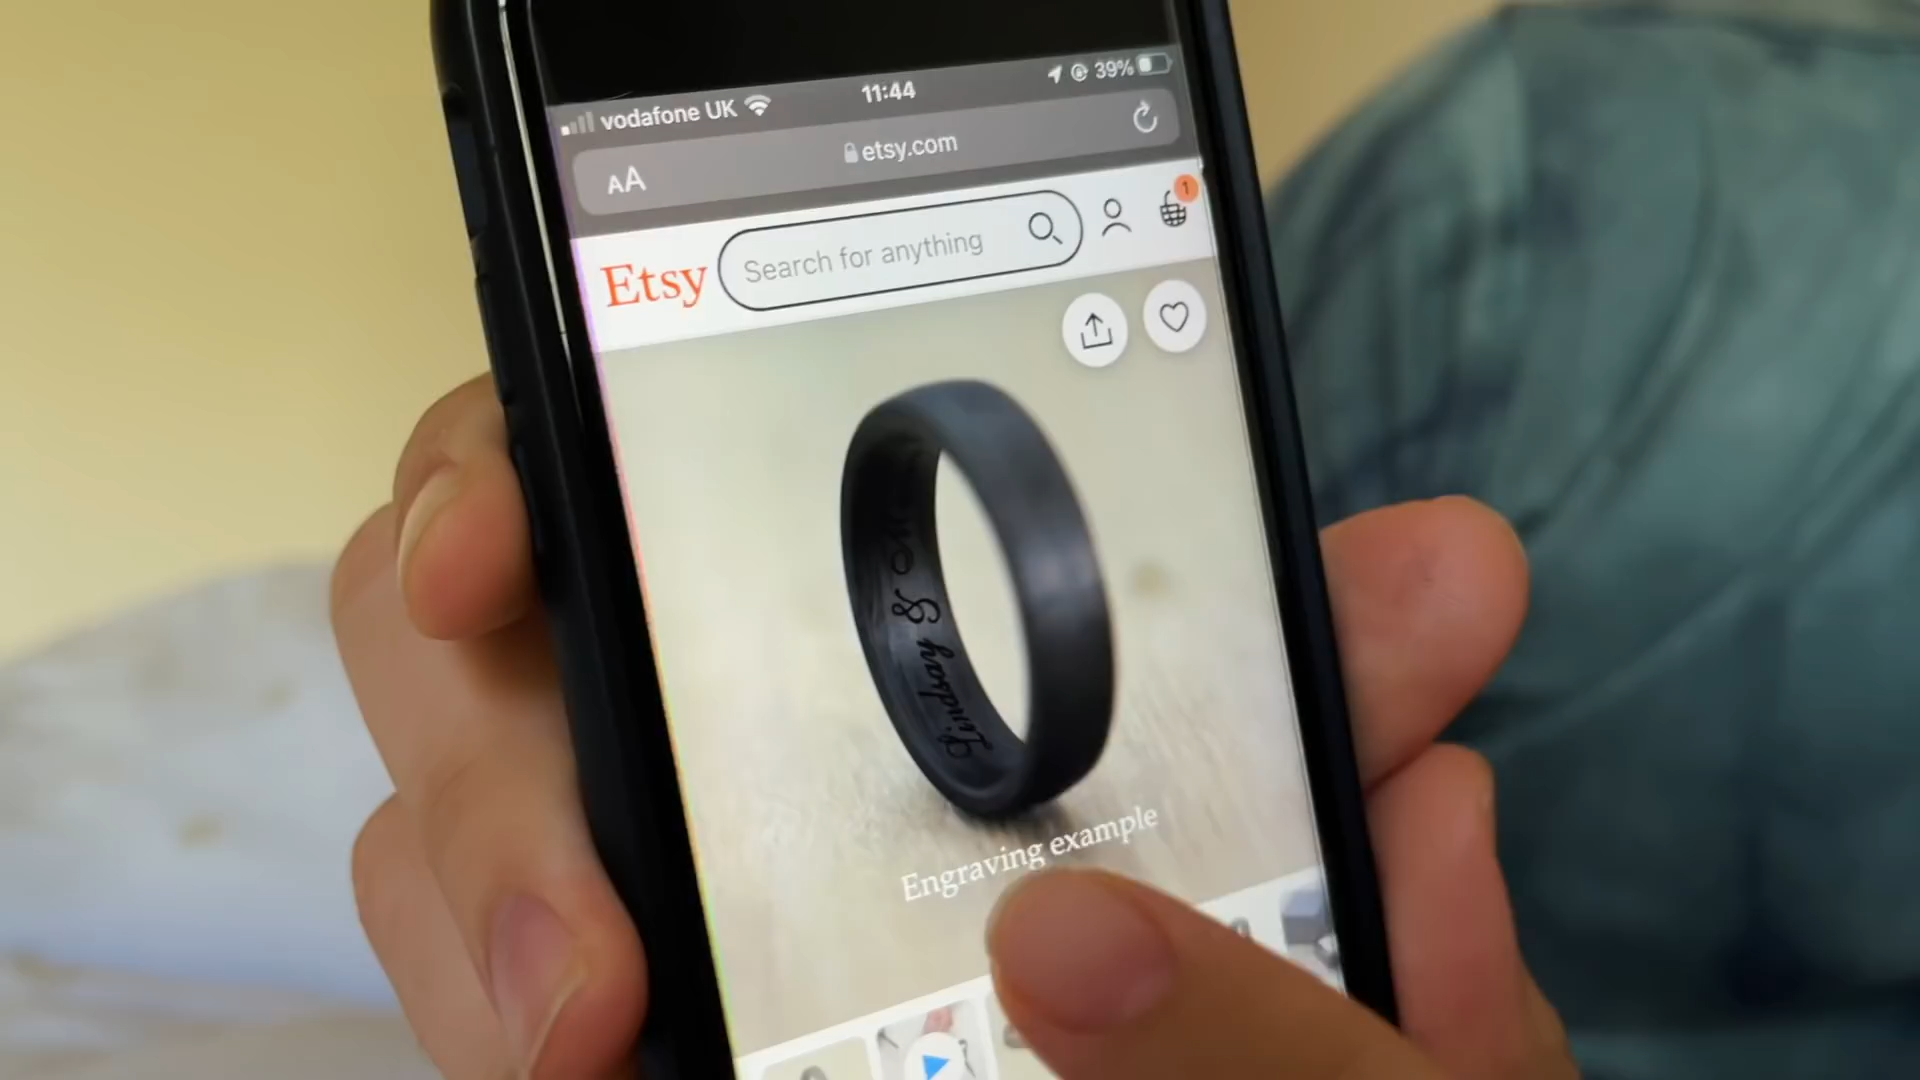 vodafone UK
11:44
39%
AA
etsy.com
1
Etsy
Search for anything
Lindsay &
Engraving example